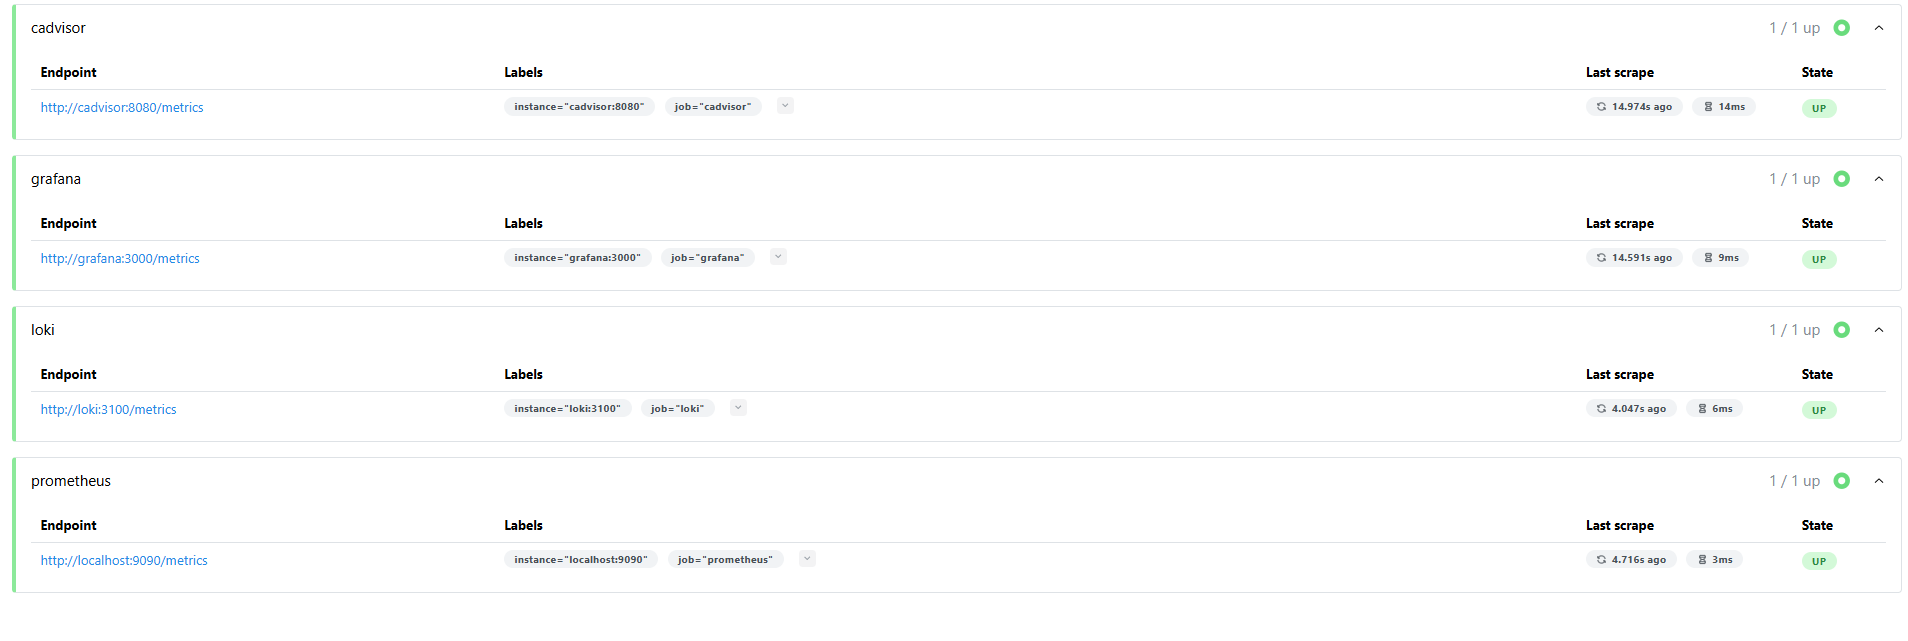 cadvisor 1 / 1 up
Endpoint Labels Last scrape State
http://cadvisor:8080/metrics instance="cadvisor:8080" job="cadvisor" 14.974s ago 14ms UP
grafana 1 / 1 up
Endpoint Labels Last scrape State
http://grafana:3000/metrics instance="grafana:3000" job="grafana" 14.591s ago 9ms UP
loki 1 / 1 up
Endpoint Labels Last scrape State
http://loki:3100/metrics instance="loki:3100" job="loki" 4.047s ago 6ms UP
prometheus 1 / 1 up
Endpoint Labels Last scrape State
http://localhost:9090/metrics instance="localhost:9090" job="prometheus" 4.716s ago 3ms UP